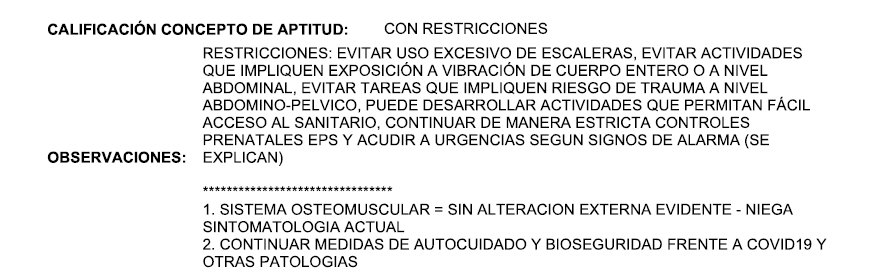 CALIFICACIÓN CONCEPTO DE APTITUD: CON RESTRICCIONES
RESTRICCIONES: EVITAR USO EXCESIVO DE ESCALERAS, EVITAR ACTIVIDADES
QUE IMPLIQUEN EXPOSICIÓN A VIBRACIÓN DE CUERPO ENTERO O A NIVEL
ABDOMINAL, EVITAR TAREAS QUE IMPLIQUEN RIESGO DE TRAUMA A NIVEL
ABDOMINO-PELVICO, PUEDE DESARROLLAR ACTIVIDADES QUE PERMITAN FÁCIL
ACCESO AL SANITARIO, CONTINUAR DE MANERA ESTRICTA CONTROLES
PRENATALES EPS Y ACUDIR A URGENCIAS SEGUN SIGNOS DE ALARMA (SE
OBSERVACIONES: EXPLICAN)
********************************
1. SISTEMA OSTEOMUSCULAR = SIN ALTERACION EXTERNA EVIDENTE - NIEGA
SINTOMATOLOGIA ACTUAL
2. CONTINUAR MEDIDAS DE AUTOCUIDADO Y BIOSEGURIDAD FRENTE A COVID19 Y
OTRAS PATOLOGIAS